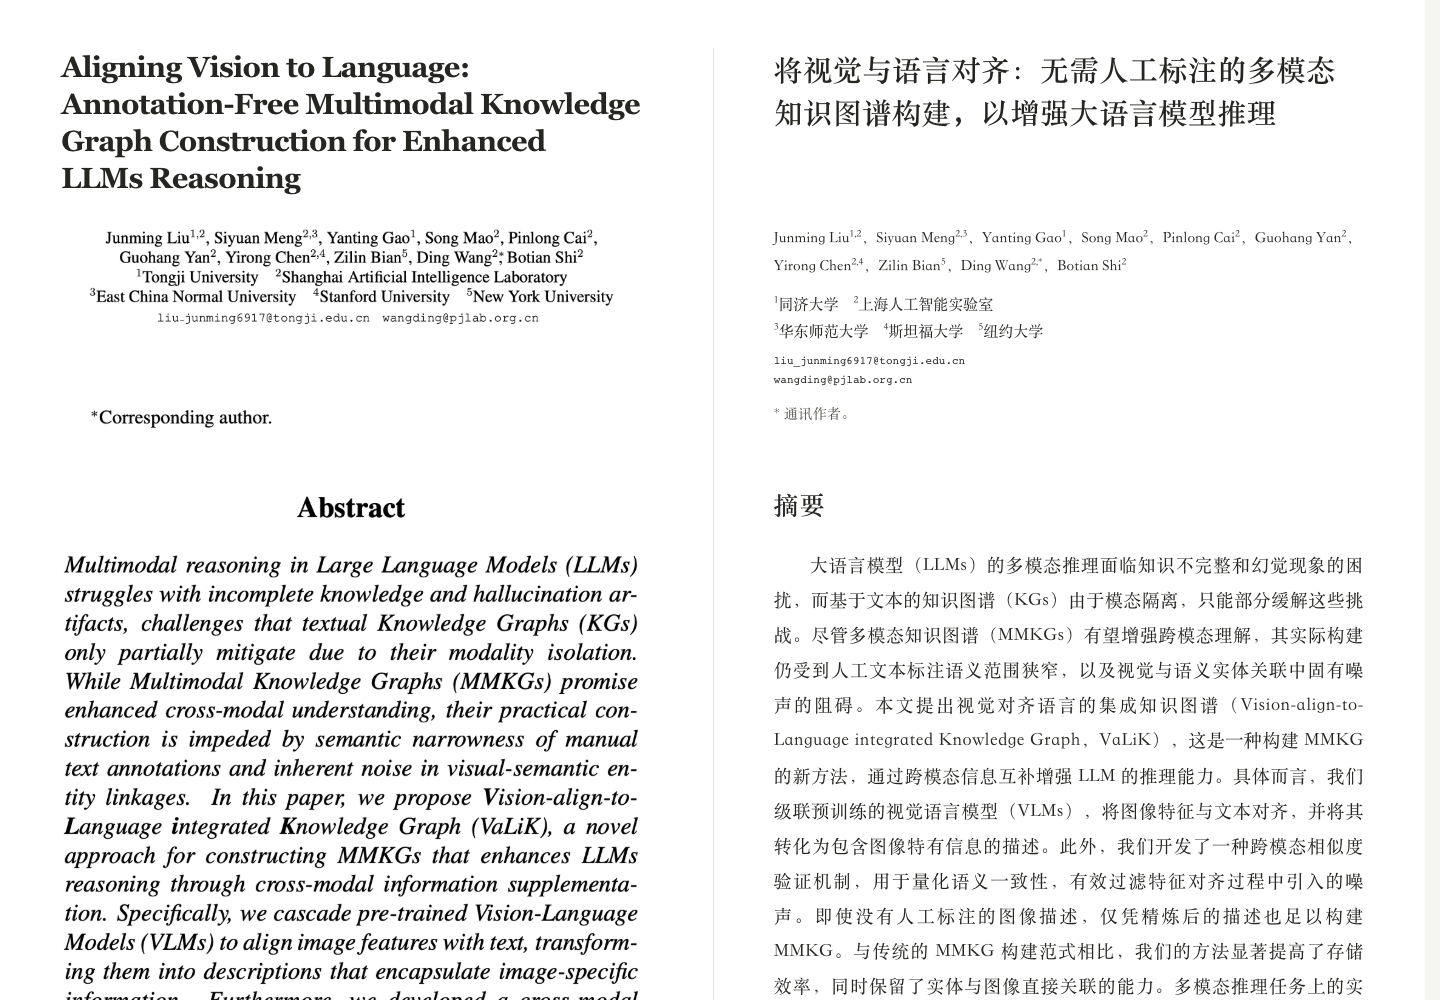 Aligning Vision to Language:
Annotation-Free Multimodal Knowledge
Graph Construction for Enhanced
LLMs Reasoning
Junming Liu1,2, Siyuan Meng2,3, Yanting Gao1, Song Mao2, Pinlong Cai2,
Guohang Yan2, Yirong Chen2,4, Zilin Bian5, Ding Wang2*, Botian Shi2
1Tongji University 2Shanghai Artificial Intelligence Laboratory
3East China Normal University 4Stanford University 5New York University
liu_junming6917@tongji.edu.cn wangding@pjlab.org.cn
*Corresponding author.
Abstract
Multimodal reasoning in Large Language Models (LLMs)
struggles with incomplete knowledge and hallucination ar-
tifacts, challenges that textual Knowledge Graphs (KGs)
only partially mitigate due to their modality isolation.
While Multimodal Knowledge Graphs (MMKGs) promise
enhanced cross-modal understanding, their practical con-
struction is impeded by semantic narrowness of manual
text annotations and inherent noise in visual-semantic en-
tity linkages. In this paper, we propose Vision-align-to-
Language integrated Knowledge Graph (VaLiK), a novel
approach for constructing MMKGs that enhances LLMs
reasoning through cross-modal information supplementa-
tion. Specifically, we cascade pre-trained Vision-Language
Models (VLMs) to align image features with text, transform-
ing them into descriptions that encapsulate image-specific
information. Furthermore, we developed a cross-modal
将视觉与语言对齐：无需人工标注的多模态
知识图谱构建，以增强大语言模型推理
Junming Liu1,2, Siyuan Meng2,3, Yanting Gao1, Song Mao2, Pinlong Cai2, Guohang Yan2,
Yirong Chen2,4, Zilin Bian5, Ding Wang2,*, Botian Shi2
1同济大学 2上海人工智能实验室
3华东师范大学 4斯坦福大学 5纽约大学
liu_junming6917@tongji.edu.cn
wangding@pjlab.org.cn
* 通讯作者。
摘要
大语言模型（LLMs）的多模态推理面临知识不完整和幻觉现象的困
扰，而基于文本的知识图谱（KGs）由于模态隔离，只能部分缓解这些挑
战。尽管多模态知识图谱（MMKGs）有望增强跨模态理解，其实际构建
仍受到人工文本标注语义范围狭窄，以及视觉与语义实体关联中固有噪
声的阻碍。本文提出视觉对齐语言的集成知识图谱（Vision-align-to-
Language integrated Knowledge Graph，VaLiK），这是一种构建 MMKG
的新方法，通过跨模态信息互补增强 LLM 的推理能力。具体而言，我们
级联预训练的视觉语言模型（VLMs），将图像特征与文本对齐，并将其
转化为包含图像特有信息的描述。此外，我们开发了一种跨模态相似度
验证机制，用于量化语义一致性，有效过滤特征对齐过程中引入的噪
声。即使没有人工标注的图像描述，仅凭精炼后的描述也足以构建
MMKG。与传统的 MMKG 构建范式相比，我们的方法显著提高了存储
效率，同时保留了实体与图像直接关联的能力。多模态推理任务上的实